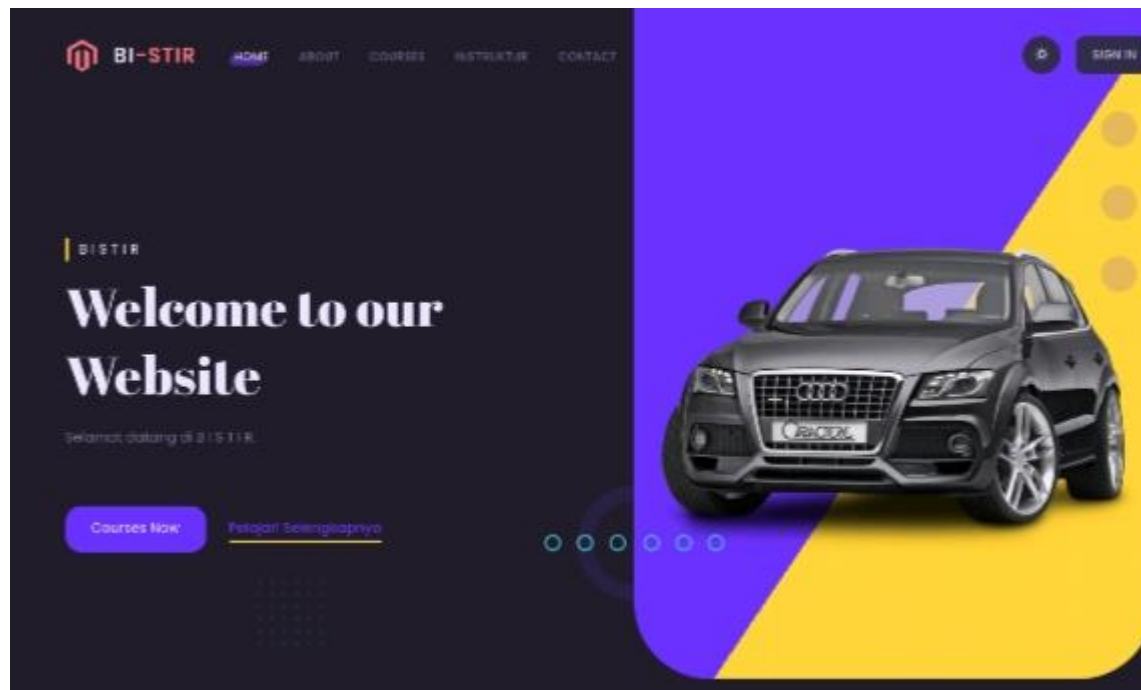 BI-STIR HOME ABOUT COURSES INSTRUKTUR CONTACT SIGN IN
BISTIR
Welcome to our
Website
Selamat datang di B I S T I R
Courses Now Pelajari Selengkapnya